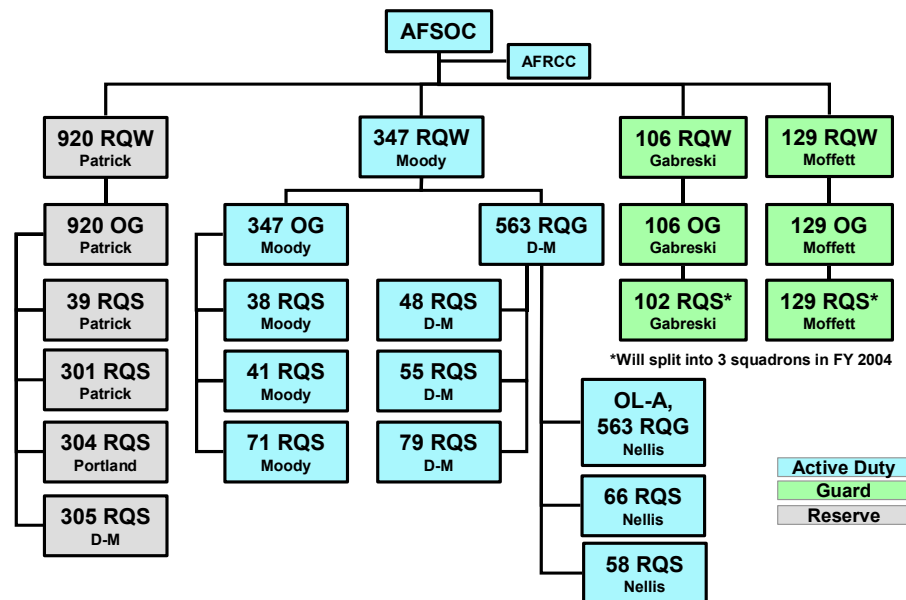 AFSOC
AFRCC
920 RQW
Patrick
347 RQW
Moody
106 RQW
Gabreski
129 RQW
Moffett
920 OG
Patrick
347 OG
Moody
563 RQG
D-M
106 OG
Gabreski
129 OG
Moffett
39 RQS
Patrick
38 RQS
Moody
48 RQS
D-M
102 RQS*
Gabreski
129 RQS*
Moffett
*Will split into 3 squadrons in FY 2004
301 RQS
Patrick
41 RQS
Moody
55 RQS
D-M
OL-A,
563 RQG
Nellis
304 RQS
Portland
71 RQS
Moody
79 RQS
D-M
305 RQS
D-M
66 RQS
Nellis
58 RQS
Nellis
Active Duty
Guard
Reserve